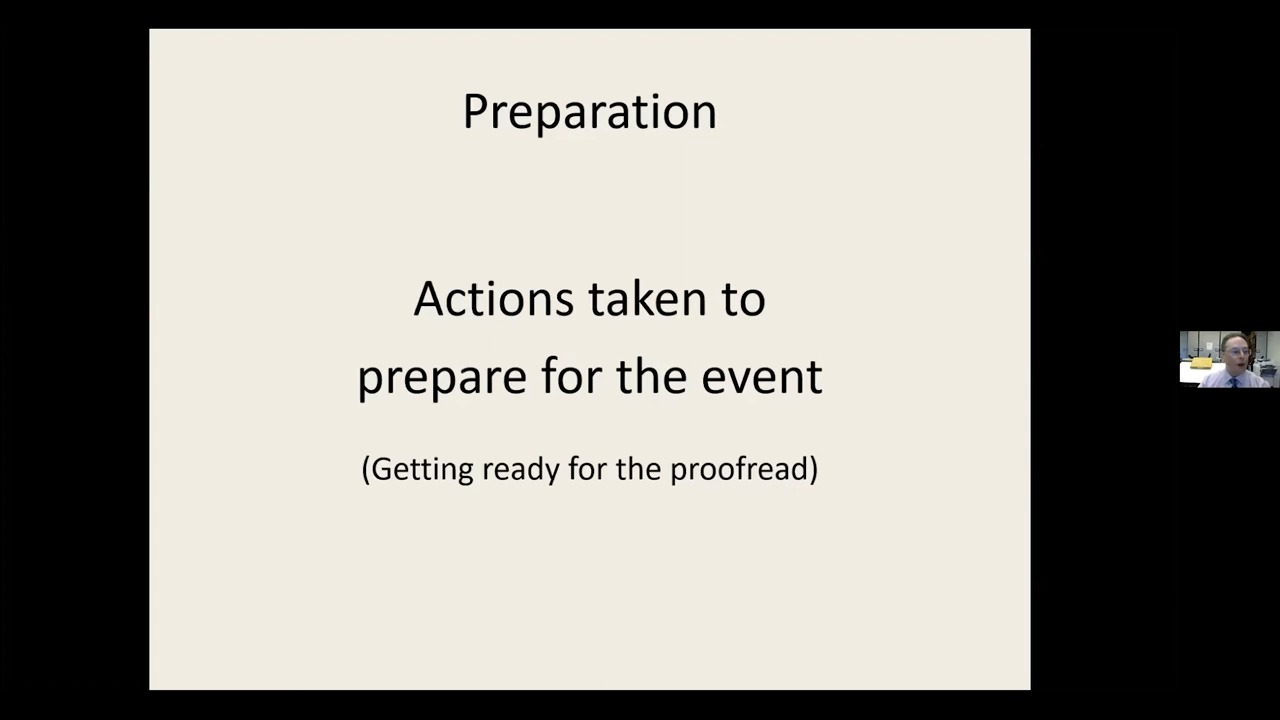 Preparation
Actions taken to
prepare for the event
(Getting ready for the proofread)